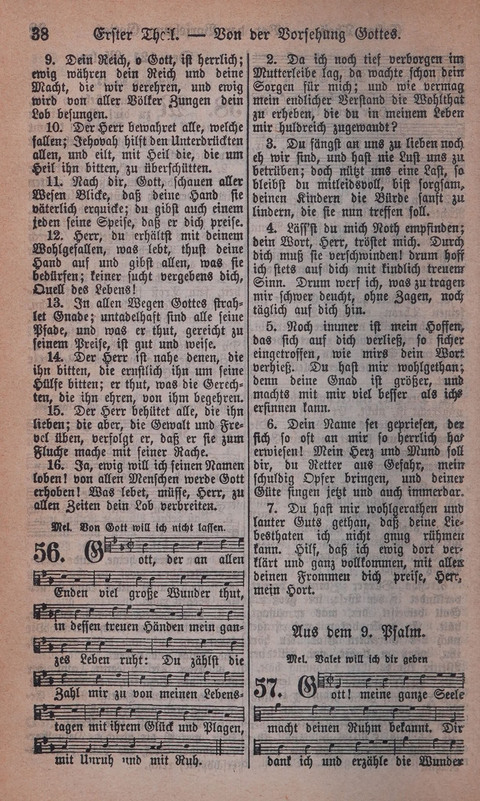 38 Erster Theil. — Von der Vorsehung Gottes.
9. Dein Reich, o Gott, ist herrlich;
ewig währen dein Reich und deine
Macht, die wir verehren, und ewig
wird von aller Völker Zungen dein
Lob besungen.
10. Der Herr bewahret alle, welche
fallen; Jehovah hilft den Unterdrückten
allen, und eilt, mit Heil die, die um
Heil ihn bitten, zu überschütten.
11. Nach dir, Gott, schauen aller
Wesen Blicke, daß deine Hand sie
väterlich erquicke; du gibst auch einem
jeden seine Speise, daß er dich preise.
12. Herr, du erhältst mit deinem
Wohlgefallen, was lebt, thust deine
Hand auf und gibst allen, was sie
bedürfen; keiner sucht vergebens dich,
Quell des Lebens!
13. In allen Wegen Gottes strah-
let Gnade; untadelhaft sind alle seine
Pfade, und was er thut, gereicht zu
seinem Preise, ist gut und weise.
14. Der Herr ist nahe denen, die
ihn bitten, die ernstlich ihn um seine
Hülfe bitten; er thut, was die Gerech-
ten, die ihn ehren, von ihm begehren.
15. Der Herr behütet alle, die ihn
lieben; die aber, die Gewalt und Fre-
vel üben, verfolgt er, daß er sie zum
Fluche mache mit seiner Rache.
16. Ja, ewig will ich seinen Namen
loben! von allen Menschen werde Gott
erhoben! Was lebet, müsse, Herr, zu
allen Zeiten dein Lob verbreiten.
Mel. Von Gott will ich nicht lassen.
56. Gott, der an allen
Enden viel große Wunder thut,
in dessen treuen Händen mein gan-
zes Leben ruht: Du zählst die
Zahl mir zu von meinen Lebens-
tagen mit ihrem Glück und Plagen,
mit Unruh und mit Ruh.
2. Da ich noch tief verborgen im
Mutterleibe lag, da wachte schon dein
Sorgen für mich; und wie vermag
mein endlicher Verstand die Wohlthat
zu erheben, die du in meinem Leben
mir huldreich zugewandt?
3. Du fängst an uns zu lieben noch
eh wir sind, und hast nie Lust uns zu
betrüben; doch nützt uns eine Last, so
bleibst du mitleidsvoll, bist sorgsam,
deinen Kindern die Bürde sanft zu
lindern, die sie nun treffen soll.
4. Läss'st du mich Noth empfinden;
dein Wort, Herr, tröstet mich. Durch
dich muß sie verschwinden! drum hoff
ich stets auf dich mit kindlich treuem
Sinn. Drum werf ich, was zu tragen
mir schwer deucht, ohne Zagen, noch
täglich auf dich hin.
5. Noch immer ist mein Hoffen,
das sich auf dich verließ, so sicher
eingetroffen, wie mirs dein Wort
verhieß. Du hast mir wohlgethan;
denn deine Gnad ist größer, und
machts mit mir viel besser als ichs
ersinnen kann.
6. Dein Name sei gepriesen, der
sich so oft an mir so herrlich hat
erwiesen! Mein Herz und Mund soll
dir, du Retter aus Gefahr, mein
schuldig Opfer bringen, und deiner
Güte singen jetzt und auch immerdar.
7. Du hast mir wohlgerathen und
lauter Guts gethan, daß deine Lie-
besthaten ich nicht gnug rühmen
kann. Hilf, daß ich ewig dort ver-
klärt und ganz vollkommen, mit allen
deinen Frommen dich preise, Herr,
mein Hort.
Aus dem 9. Psalm.
Mel. Valet will ich dir geben
57. Gott! meine ganze Seele
macht deinen Ruhm bekannt. Dir
dank ich und erzähle die Wunder